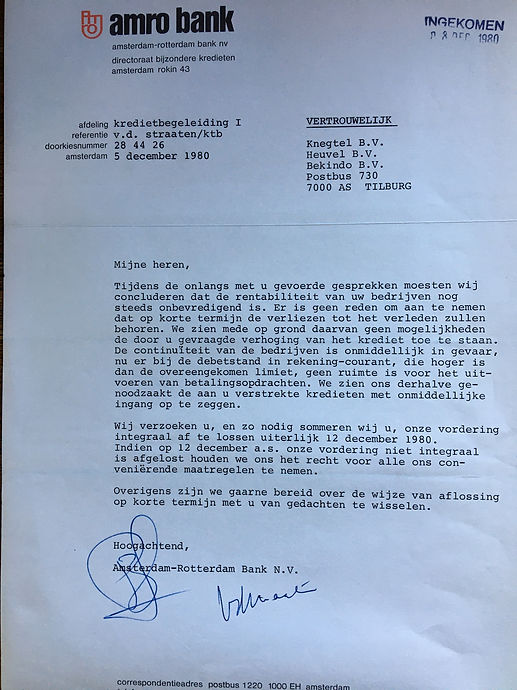 amro bank
INGEKOMEN
8 DEC 1980
amsterdam-rotterdam bank nv
directoraat bijzondere kredieten
amsterdam rokin 43
afdeling kredietbegeleiding I
referentie v.d. straaten/ktb
doorkiesnummer 28 44 26
amsterdam 5 december 1980
VERTROUWELIJK
Knegtel B.V.
Heuvel B.V.
Bekindo B.V.
Postbus 730
7000 AS TILBURG
Mijne heren,
Tijdens de onlangs met u gevoerde gesprekken moesten wij
concluderen dat de rentabiliteit van uw bedrijven nog
steeds onbevredigend is. Er is geen reden om aan te nemen
dat op korte termijn de verliezen tot het verleden zullen
behoren. We zien mede op grond daarvan geen mogelijkheden
de door u gevraagde verhoging van het krediet toe te staan.
De continuïteit van de bedrijven is onmiddellijk in gevaar,
nu er bij de debetstand in rekening-courant, die hoger is
dan de overeengekomen limiet, geen ruimte is voor het uit-
voeren van betalingsopdrachten. We zien ons derhalve ge-
noodzaakt de aan u verstrekte kredieten met onmiddellijke
ingang op te zeggen.
Wij verzoeken u, en zo nodig sommeren wij u, onze vordering
integraal af te lossen uiterlijk 12 december 1980.
Indien op 12 december a.s. onze vordering niet integraal
is afgelost houden we ons het recht voor alle ons con-
veniërende maatregelen te nemen.
Overigens zijn we gaarne bereid over de wijze van aflossing
op korte termijn met u van gedachten te wisselen.
Hoogachtend,
Amsterdam-Rotterdam Bank N.V.
correspondentieadres postbus 1220 1000 EH amsterdam